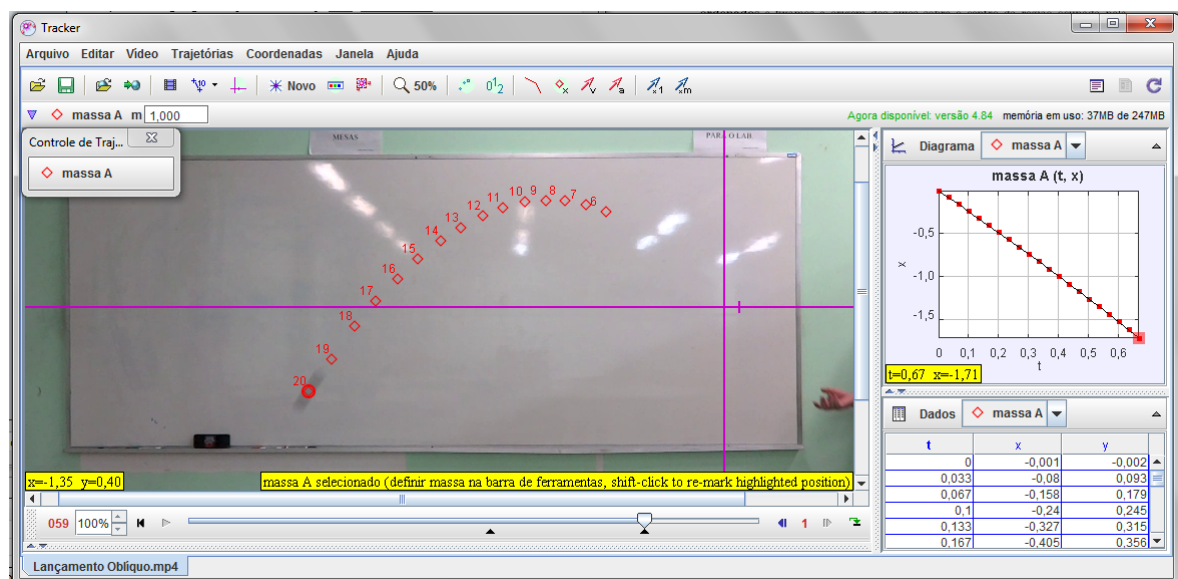 Tracker
Arquivo Editar Video Trajetórias Coordenadas Janela Ajuda
Novo 50%
massa A m 1,000
Agora disponível: versão 4.84 memória em uso: 37MB de 247MB
Controle de Traj...
massa A
MESAS
PARA O LAB.
10 9 8 7 6
12 11
13
14
15
16
17
18
19
20
x=-1,35 y=0,40
massa A selecionado (definir massa na barra de ferramentas, shift-click to re-mark highlighted position)
059 100% 1
Lançamento Oblíquo.mp4
Diagrama massa A
massa A (t, x)
x
-0,5
-1,0
-1,5
0 0,1 0,2 0,3 0,4 0,5 0,6
t
t=0,67 x=-1,71
Dados massa A
t x y
0 -0,001 -0,002
0,033 -0,08 0,093
0,067 -0,158 0,179
0,1 -0,24 0,245
0,133 -0,327 0,315
0,167 -0,405 0,356